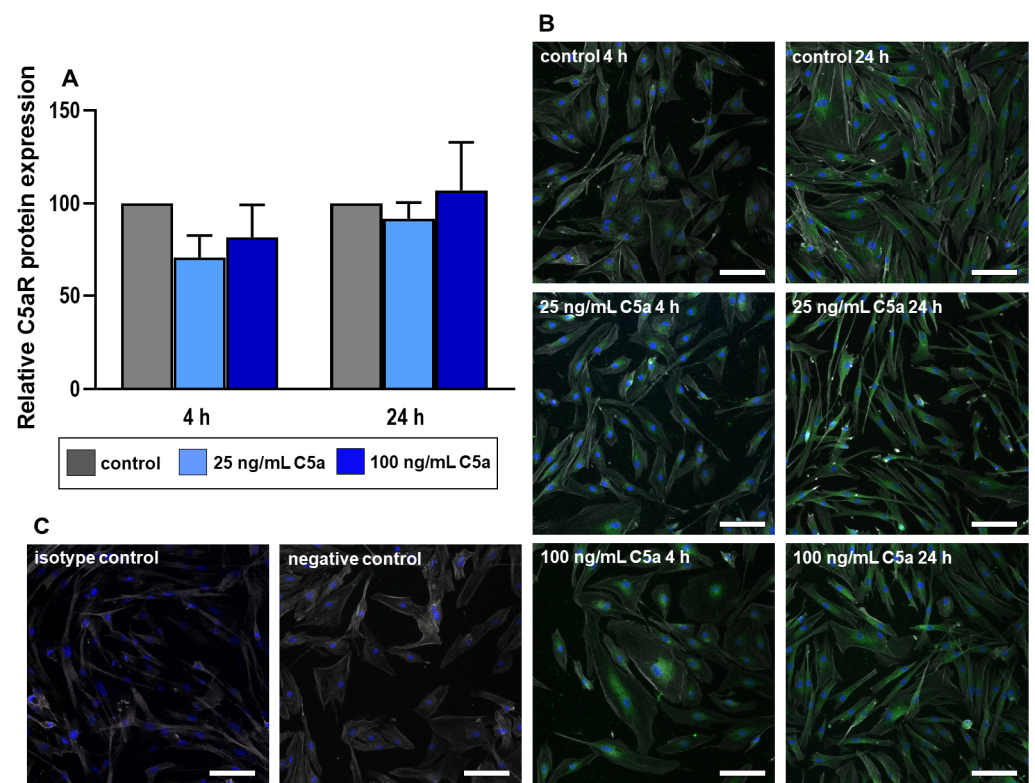 A
Relative C5aR protein expression
150
100
50
0
4 h
24 h
control
25 ng/mL C5a
100 ng/mL C5a
B
control 4 h
control 24 h
25 ng/mL C5a 4 h
25 ng/mL C5a 24 h
100 ng/mL C5a 4 h
100 ng/mL C5a 24 h
C
isotype control
negative control